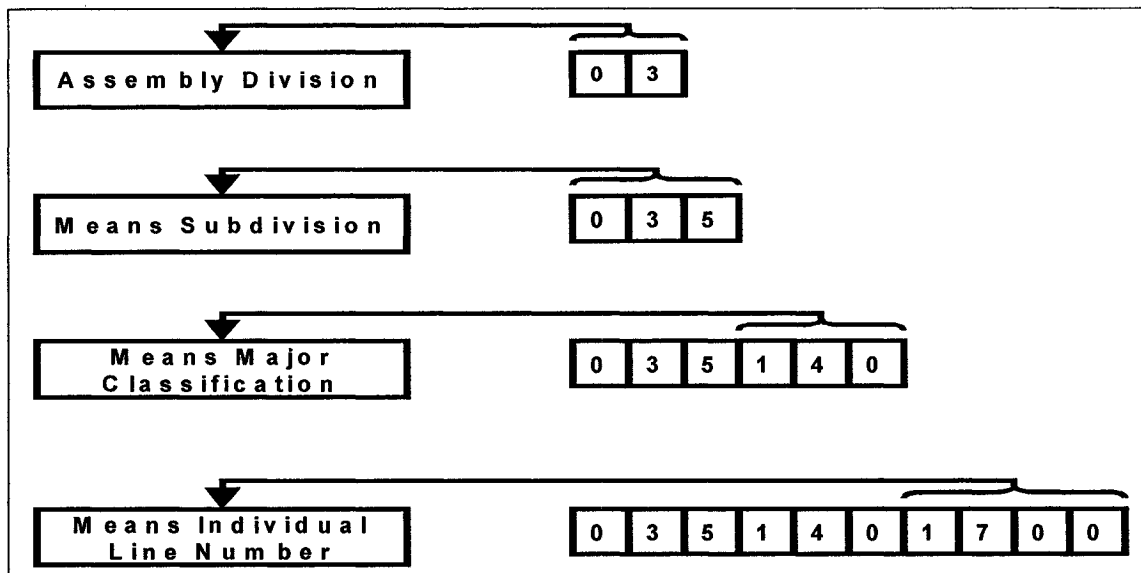 Assembly Division
0 3
Means Subdivision
0 3 5
Means Major
Classification
0 3 5 1 4 0
Means Individual
Line Number
0 3 5 1 4 0 1 7 0 0